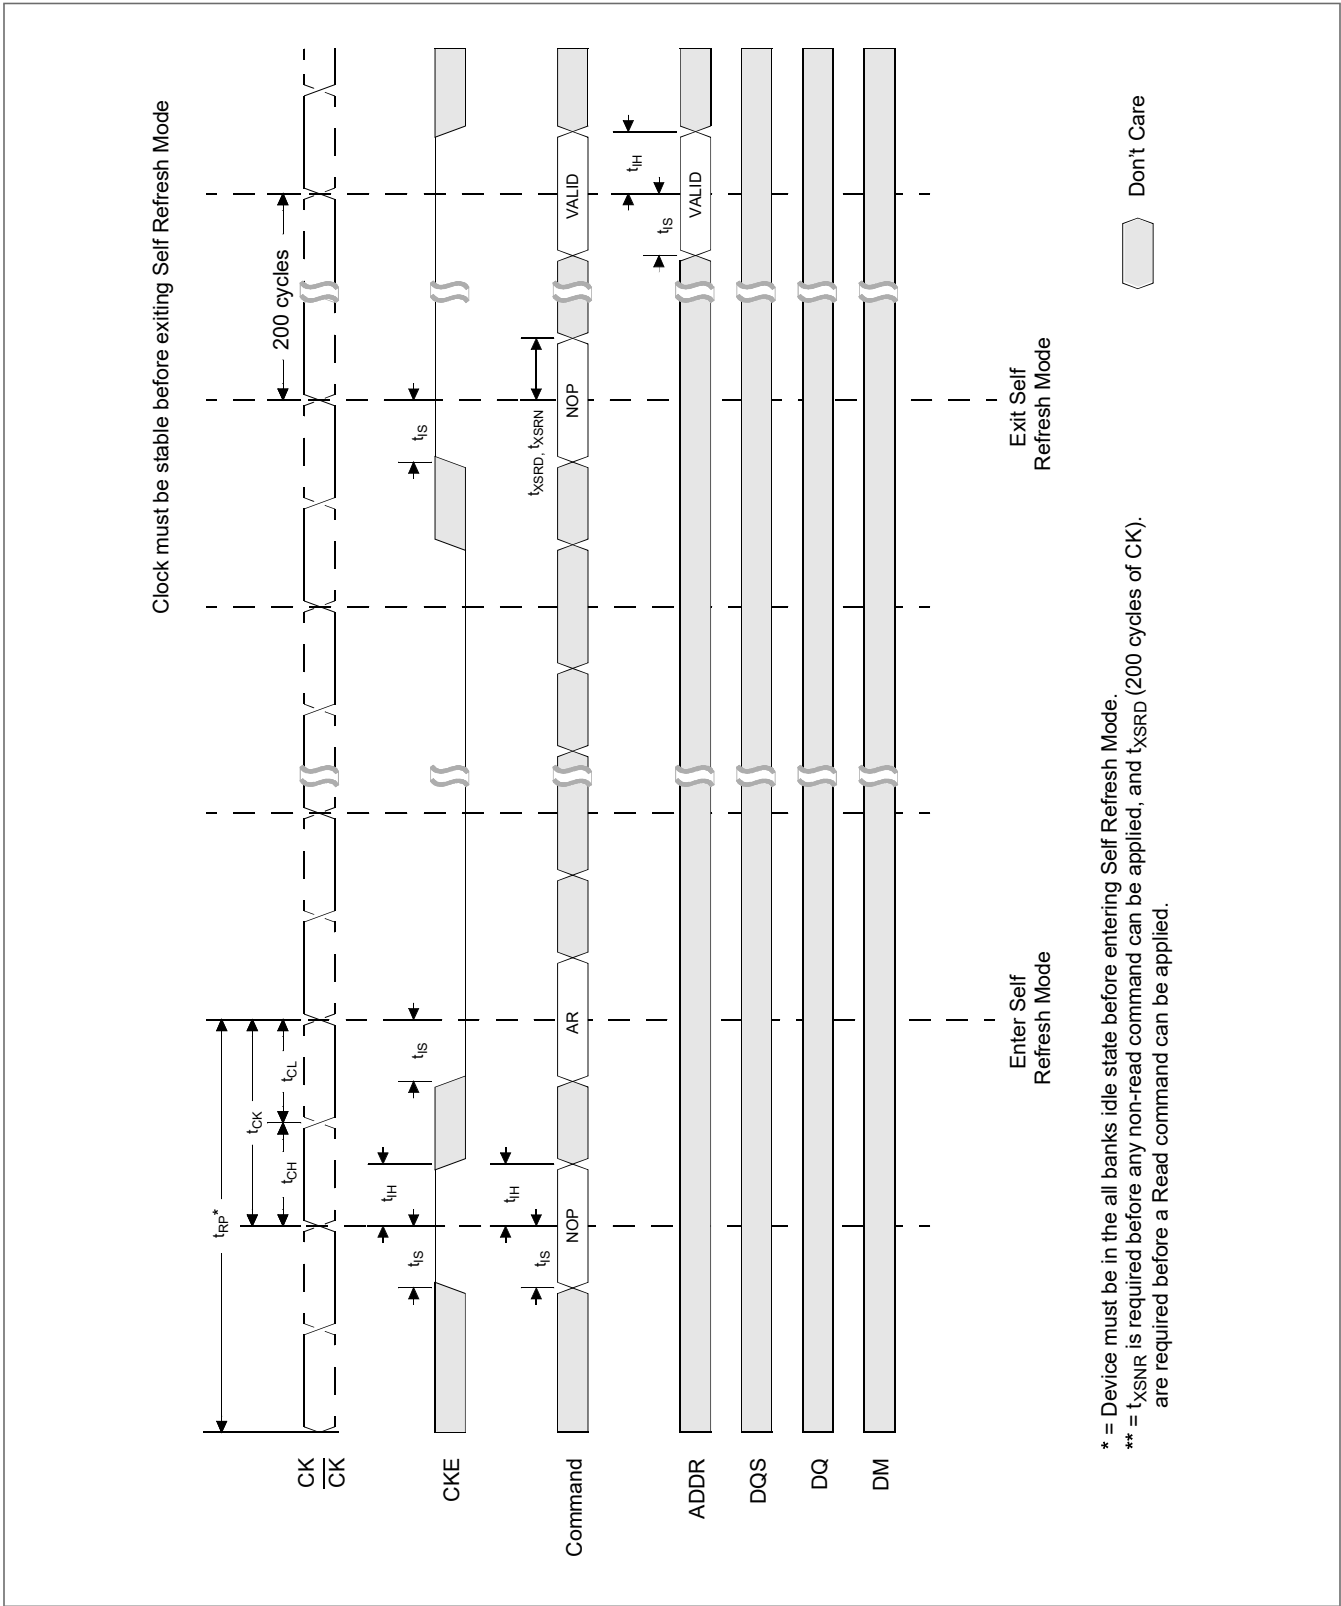 Clock must be stable before exiting Self Refresh Mode
tRP*
tCK
tCH
tCL
200 cycles
CK
CK
tIH
tIS
tIS
tIS
CKE
tIH
tIS
tXSRD, tXSRN
Command
NOP
AR
NOP
VALID
tIH
tIS
ADDR
VALID
DQS
DQ
DM
Enter Self
Refresh Mode
Exit Self
Refresh Mode
* = Device must be in the all banks idle state before entering Self Refresh Mode.
** = tXSNR is required before any non-read command can be applied, and tXSRD (200 cycles of CK).
are required before a Read command can be applied.
Don't Care